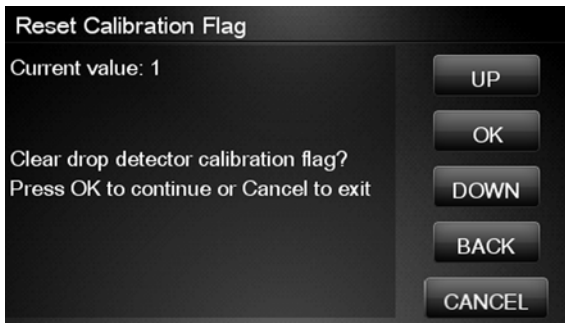 Reset Calibration Flag
Current value: 1
Clear drop detector calibration flag?
Press OK to continue or Cancel to exit
UP
OK
DOWN
BACK
CANCEL